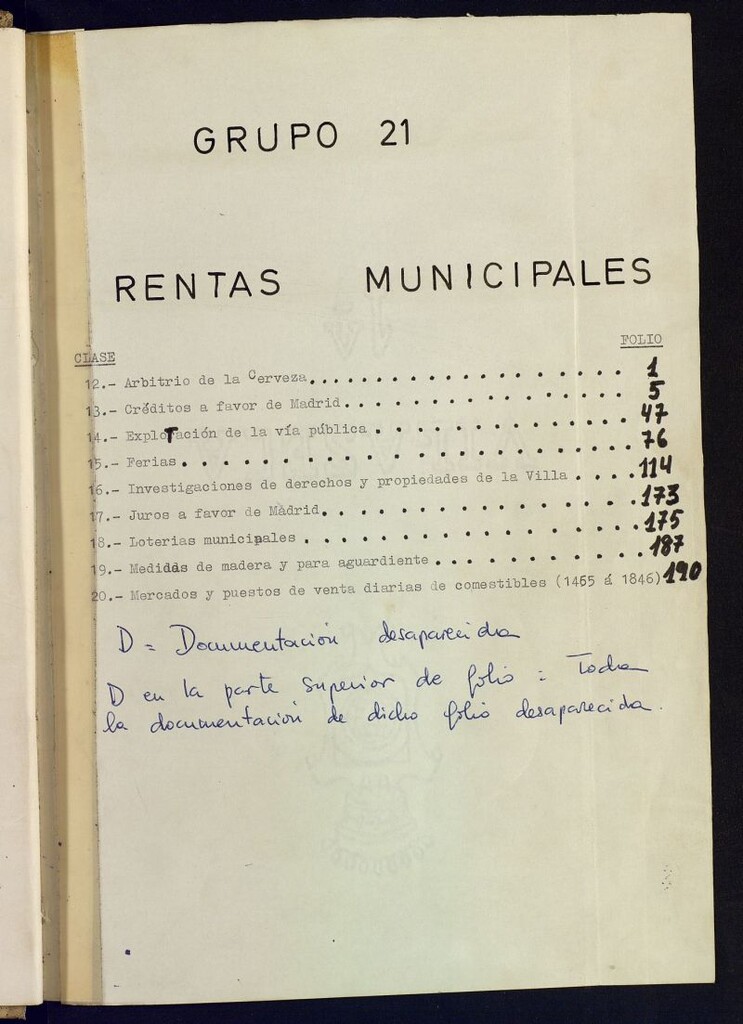 GRUPO 21
RENTAS MUNICIPALES
CLASE FOLIO
12.- Arbitrio de la Cerveza.................. 1
13.- Créditos a favor de Madrid................ 5
14.- ExploTación de la vía pública .............. 47
15.- Ferias....................... 76
16.- Investigaciones de derechos y propiedades de la Villa ....114
17.- Juros a favor de Màdrid.................173
18.- Loterias municipales ..................175
19.- Medidas de madera y para aguardiente ...........187
20.- Mercados y puestos de venta diarias de comestibles (1465 á 1846) 190
D = Documentación desaparecida
D en la parte superior de folio = Toda
la documentación de dicho folio desaparecida.